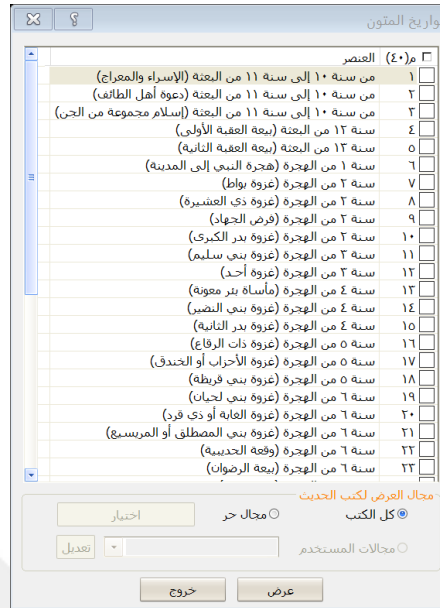 واريخ المتون
م(٤٠) العنصر
١ من سنة ١٠ إلى سنة ١١ من البعثة (الإسراء والمعراج)
٢ من سنة ١٠ إلى سنة ١١ من البعثة (دعوة أهل الطائف)
٣ من سنة ١٠ إلى سنة ١١ من البعثة (إسلام مجموعة من الجن)
٤ سنة ١٢ من البعثة (بيعة العقبة الأولى)
٥ سنة ١٣ من البعثة (بيعة العقبة الثانية)
٦ سنة ١ من الهجرة (هجرة النبي إلى المدينة)
٧ سنة ٢ من الهجرة (غزوة بواط)
٨ سنة ٢ من الهجرة (غزوة ذي العشيرة)
٩ سنة ٢ من الهجرة (فرض الجهاد)
١٠ سنة ٢ من الهجرة (غزوة بدر الكبرى)
١١ سنة ٣ من الهجرة (غزوة بني سليم)
١٢ سنة ٣ من الهجرة (غزوة أحد)
١٣ سنة ٤ من الهجرة (مأساة بئر معونة)
١٤ سنة ٤ من الهجرة (غزوة بني النضير)
١٥ سنة ٤ من الهجرة (غزوة بدر الثانية)
١٦ سنة ٥ من الهجرة (غزوة ذات الرقاع)
١٧ سنة ٥ من الهجرة (غزوة الأحزاب أو الخندق)
١٨ سنة ٥ من الهجرة (غزوة بني قريظة)
١٩ سنة ٦ من الهجرة (غزوة بني لحيان)
٢٠ سنة ٦ من الهجرة (غزوة الغابة أو ذي قرد)
٢١ سنة ٦ من الهجرة (غزوة بني المصطلق أو المريسيع)
٢٢ سنة ٦ من الهجرة (وقعة الحديبية)
٢٣ سنة ٦ من الهجرة (بيعة الرضوان)
مجال العرض لكتب الحديث
كل الكتب مجال حر اختيار
مجالات المستخدم تعديل
عرض خروج